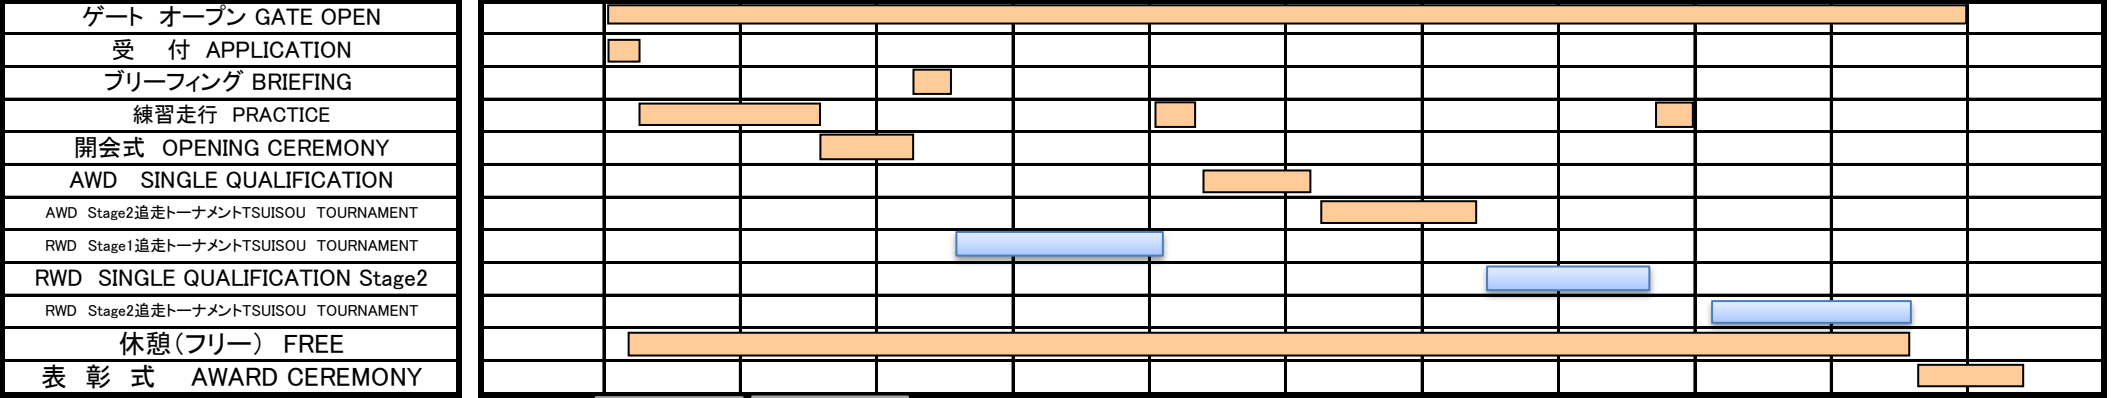 ゲート　オープン GATE OPEN
受　　付　APPLICATION
ブリーフィング BRIEFING
練習走行　PRACTICE
開会式　OPENING CEREMONY
AWD　SINGLE QUALIFICATION
AWD　Stage2追走トーナメントTSUISOU　TOURNAMENT
RWD　Stage1追走トーナメントTSUISOU　TOURNAMENT
RWD　SINGLE QUALIFICATION Stage2
RWD　Stage2追走トーナメントTSUISOU　TOURNAMENT
休憩（フリー）　FREE
表　彰　式　　AWARD CEREMONY